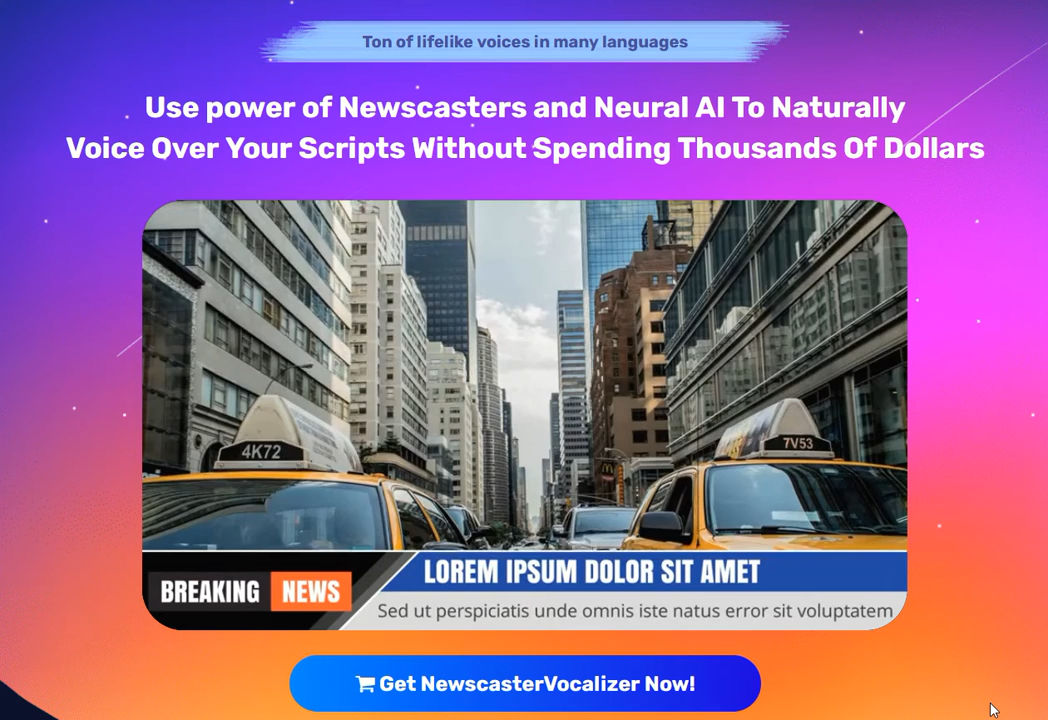 Ton of lifelike voices in many languages
Use power of Newscasters and Neural AI To Naturally
Voice Over Your Scripts Without Spending Thousands Of Dollars
4K72
7V53
BREAKING NEWS
LOREM IPSUM DOLOR SIT AMET
Sed ut perspiciatis unde omnis iste natus error sit voluptatem
Get NewscasterVocalizer Now!